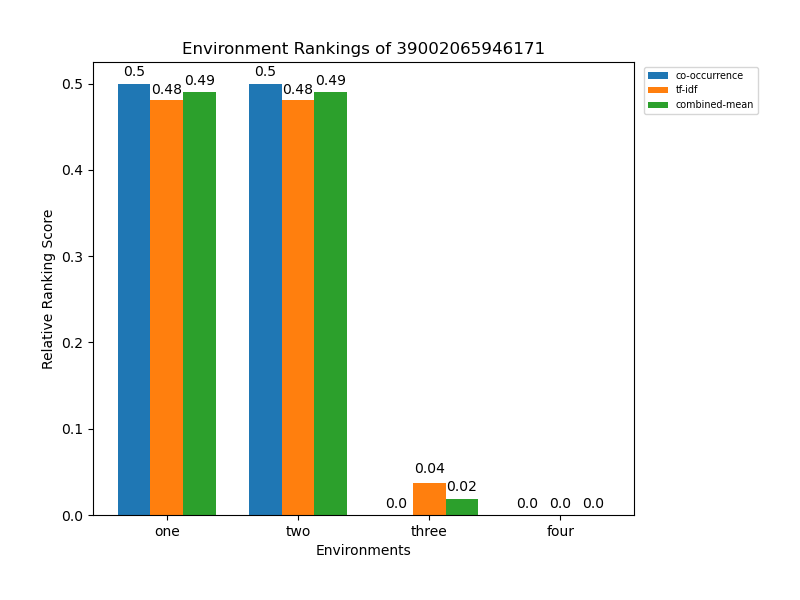 Environment Rankings of 39002065946171
co-occurrence
tf-idf
combined-mean
0.5 0.48 0.49 0.5 0.48 0.49 0.0 0.04 0.02 0.0 0.0 0.0
Relative Ranking Score
0.5
0.4
0.3
0.2
0.1
0.0
one two three four
Environments